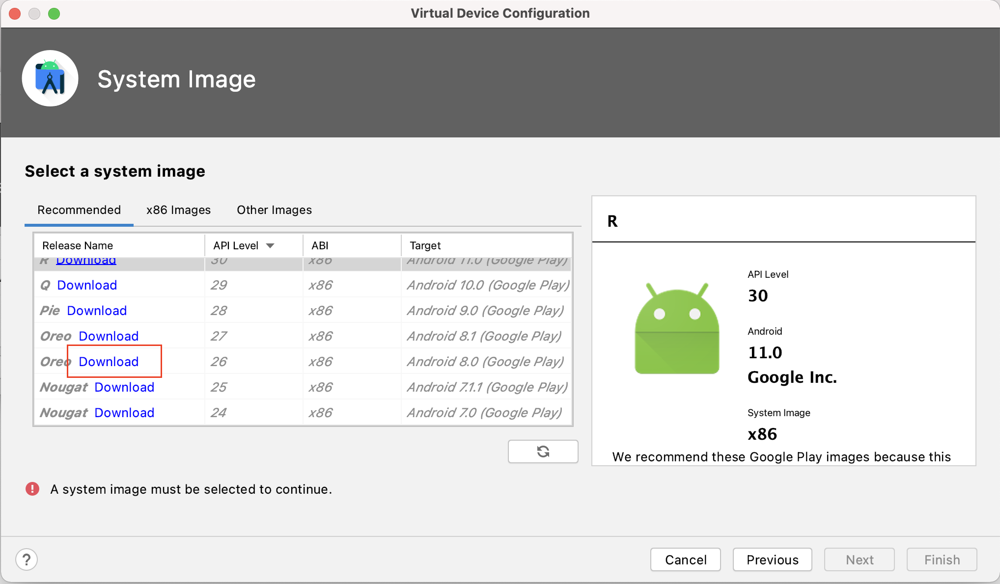 Virtual Device Configuration
System Image
Select a system image
Recommended x86 Images Other Images
Release Name API Level ABI Target
R Download 30 x86 Android 11.0 (Google Play)
Q Download 29 x86 Android 10.0 (Google Play)
Pie Download 28 x86 Android 9.0 (Google Play)
Oreo Download 27 x86 Android 8.1 (Google Play)
Oreo Download 26 x86 Android 8.0 (Google Play)
Nougat Download 25 x86 Android 7.1.1 (Google Play)
Nougat Download 24 x86 Android 7.0 (Google Play)
R
API Level
30
Android
11.0
Google Inc.
System Image
x86
We recommend these Google Play images because this
A system image must be selected to continue.
? Cancel Previous Next Finish